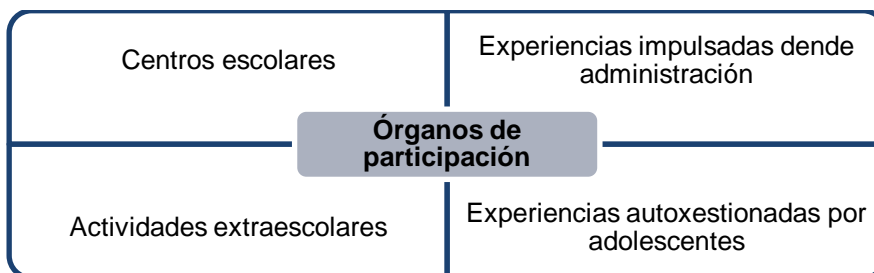 Centros escolares
Experiencias impulsadas dende
administración
Órganos de
participación
Actividades extraescolares
Experiencias autoxestionadas por
adolescentes